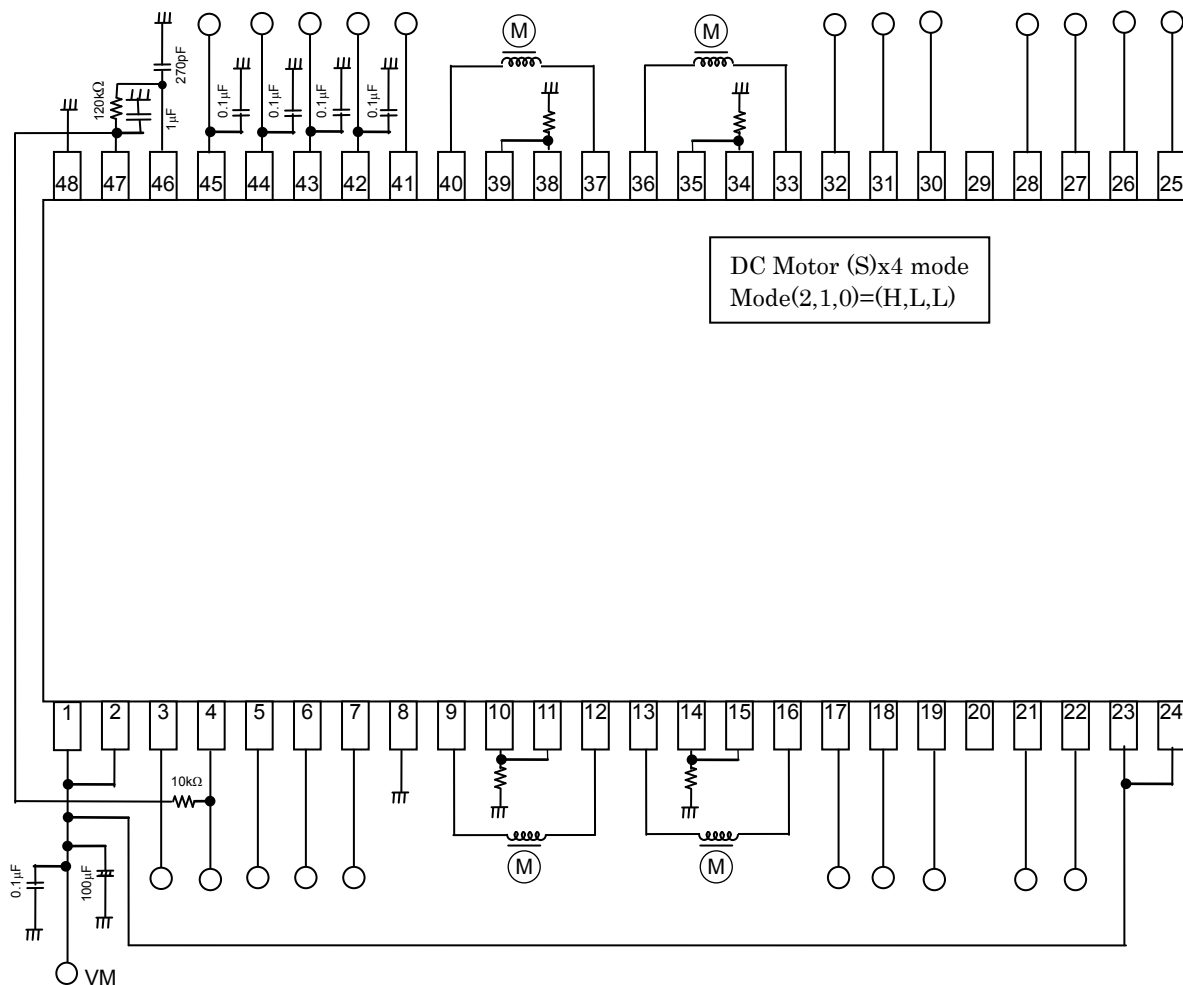 270pF
120kΩ
1μF
0.1μF
0.1μF
0.1μF
0.1μF
M
M
48 47 46 45 44 43 42 41 40 39 38 37 36 35 34 33 32 31 30 29 28 27 26 25
DC Motor (S)x4 mode
Mode(2,1,0)=(H,L,L)
1 2 3 4 5 6 7 8 9 10 11 12 13 14 15 16 17 18 19 20 21 22 23 24
10kΩ
0.1μF
100μF
M
M
VM